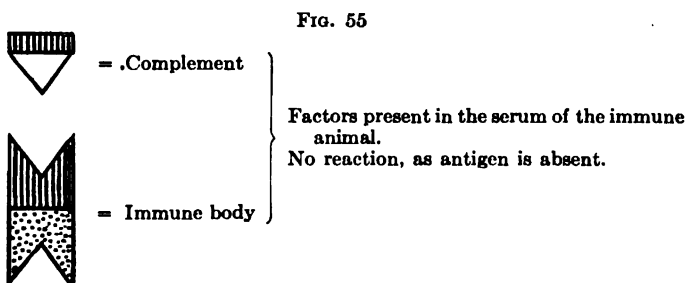 FIG. 55
= .Complement
Factors present in the serum of the immune
animal.
No reaction, as antigen is absent.
= Immune body